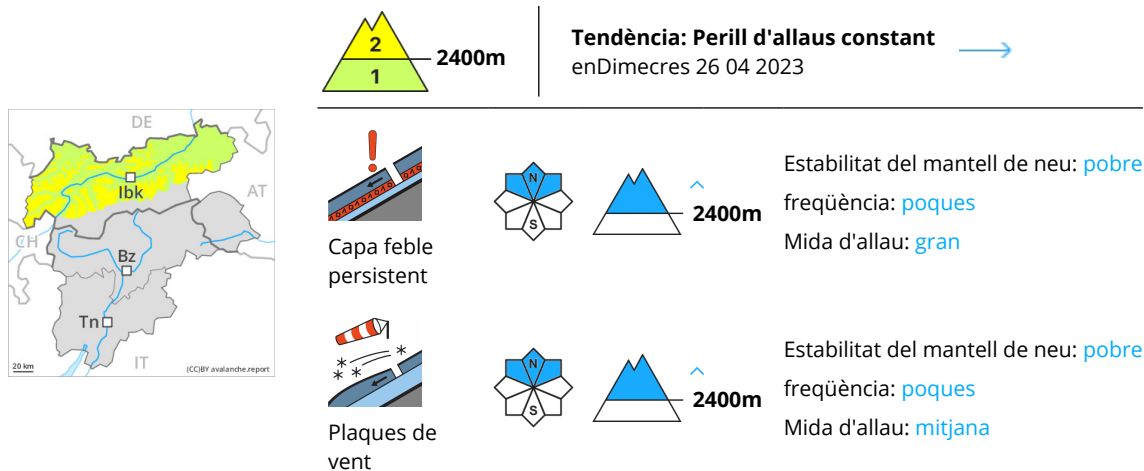 2
1
2400m
Tendència: Perill d'allaus constant
enDimecres 26 04 2023
DE
AT
CH
IT
Ibk
Bz
Tn
20 km
(CC)BY avalanche.report
Capa feble
persistent
N
S
2400m
Estabilitat del mantell de neu: pobre
freqüència: poques
Mida d'allau: gran
Plaques de
vent
N
S
2400m
Estabilitat del mantell de neu: pobre
freqüència: poques
Mida d'allau: mitjana